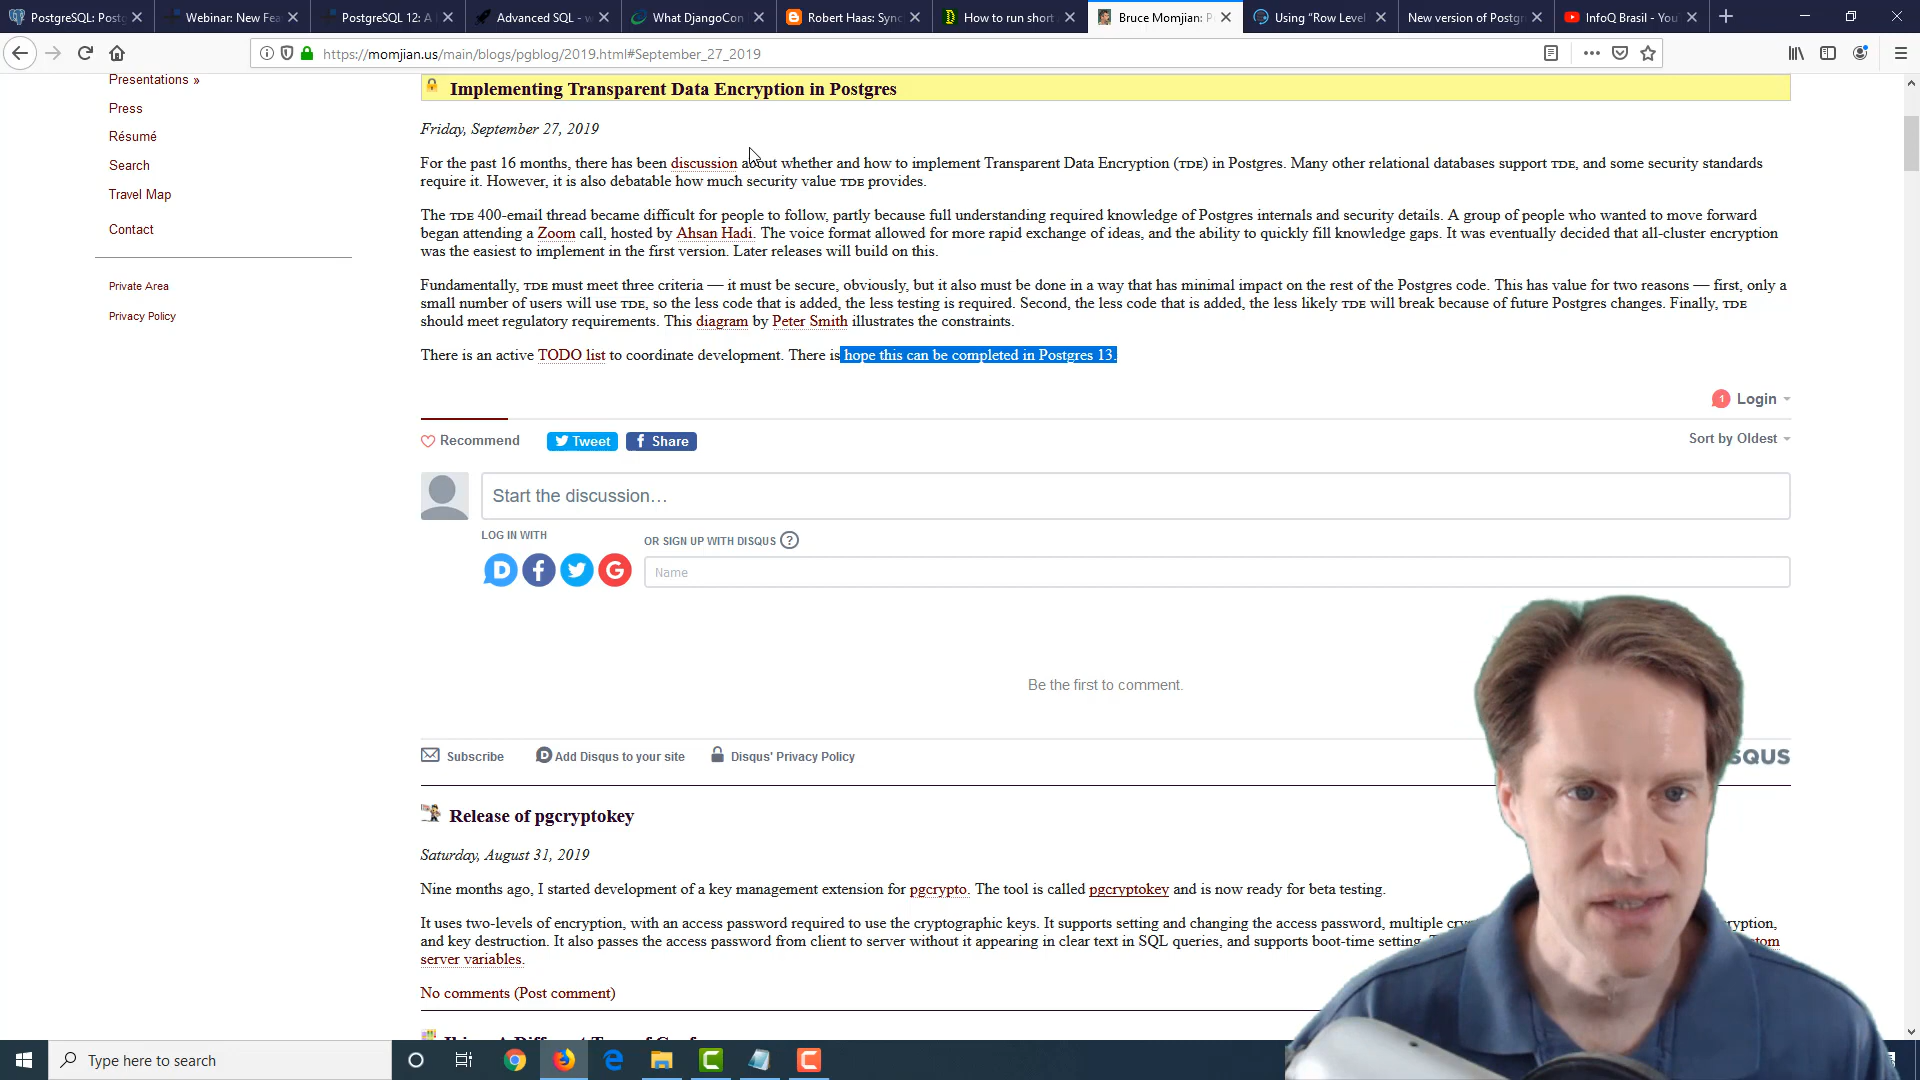 PostgreSQL: Postg
Webinar: New Fea
PostgreSQL 12: A
Advanced SQL - w
What DjangoCon
Robert Haas: Sync
How to run short
Bruce Momjian: P
Using "Row Level
New version of Postgr
InfoQ Brasil - You
https://momjian.us/main/blogs/pgblog/2019.html#September_27_2019
Presentations »
Press
Résumé
Search
Travel Map
Contact
Private Area
Privacy Policy
Implementing Transparent Data Encryption in Postgres
Friday, September 27, 2019
For the past 16 months, there has been discussion about whether and how to implement Transparent Data Encryption (TDE) in Postgres. Many other relational databases support TDE, and some security standards
require it. However, it is also debatable how much security value TDE provides.
The TDE 400-email thread became difficult for people to follow, partly because full understanding required knowledge of Postgres internals and security details. A group of people who wanted to move forward
began attending a Zoom call, hosted by Ahsan Hadi. The voice format allowed for more rapid exchange of ideas, and the ability to quickly fill knowledge gaps. It was eventually decided that all-cluster encryption
was the easiest to implement in the first version. Later releases will build on this.
Fundamentally, TDE must meet three criteria — it must be secure, obviously, but it also must be done in a way that has minimal impact on the rest of the Postgres code. This has value for two reasons — first, only a
small number of users will use TDE, so the less code that is added, the less testing is required. Second, the less code that is added, the less likely TDE will break because of future Postgres changes. Finally, TDE
should meet regulatory requirements. This diagram by Peter Smith illustrates the constraints.
There is an active TODO list to coordinate development. There is hope this can be completed in Postgres 13.
1 Login
Recommend
Tweet
Share
Sort by Oldest
Start the discussion…
LOG IN WITH
OR SIGN UP WITH DISQUS ?
Name
Be the first to comment.
Subscribe
Add Disqus to your site
Disqus' Privacy Policy
SQUS
Release of pgcryptokey
Saturday, August 31, 2019
Nine months ago, I started development of a key management extension for pgcrypto. The tool is called pgcryptokey and is now ready for beta testing.
It uses two-levels of encryption, with an access password required to use the cryptographic keys. It supports setting and changing the access password, multiple cry ryption,
and key destruction. It also passes the access password from client to server without it appearing in clear text in SQL queries, and supports boot-time setting. tom
server variables.
No comments (Post comment)
Type here to search